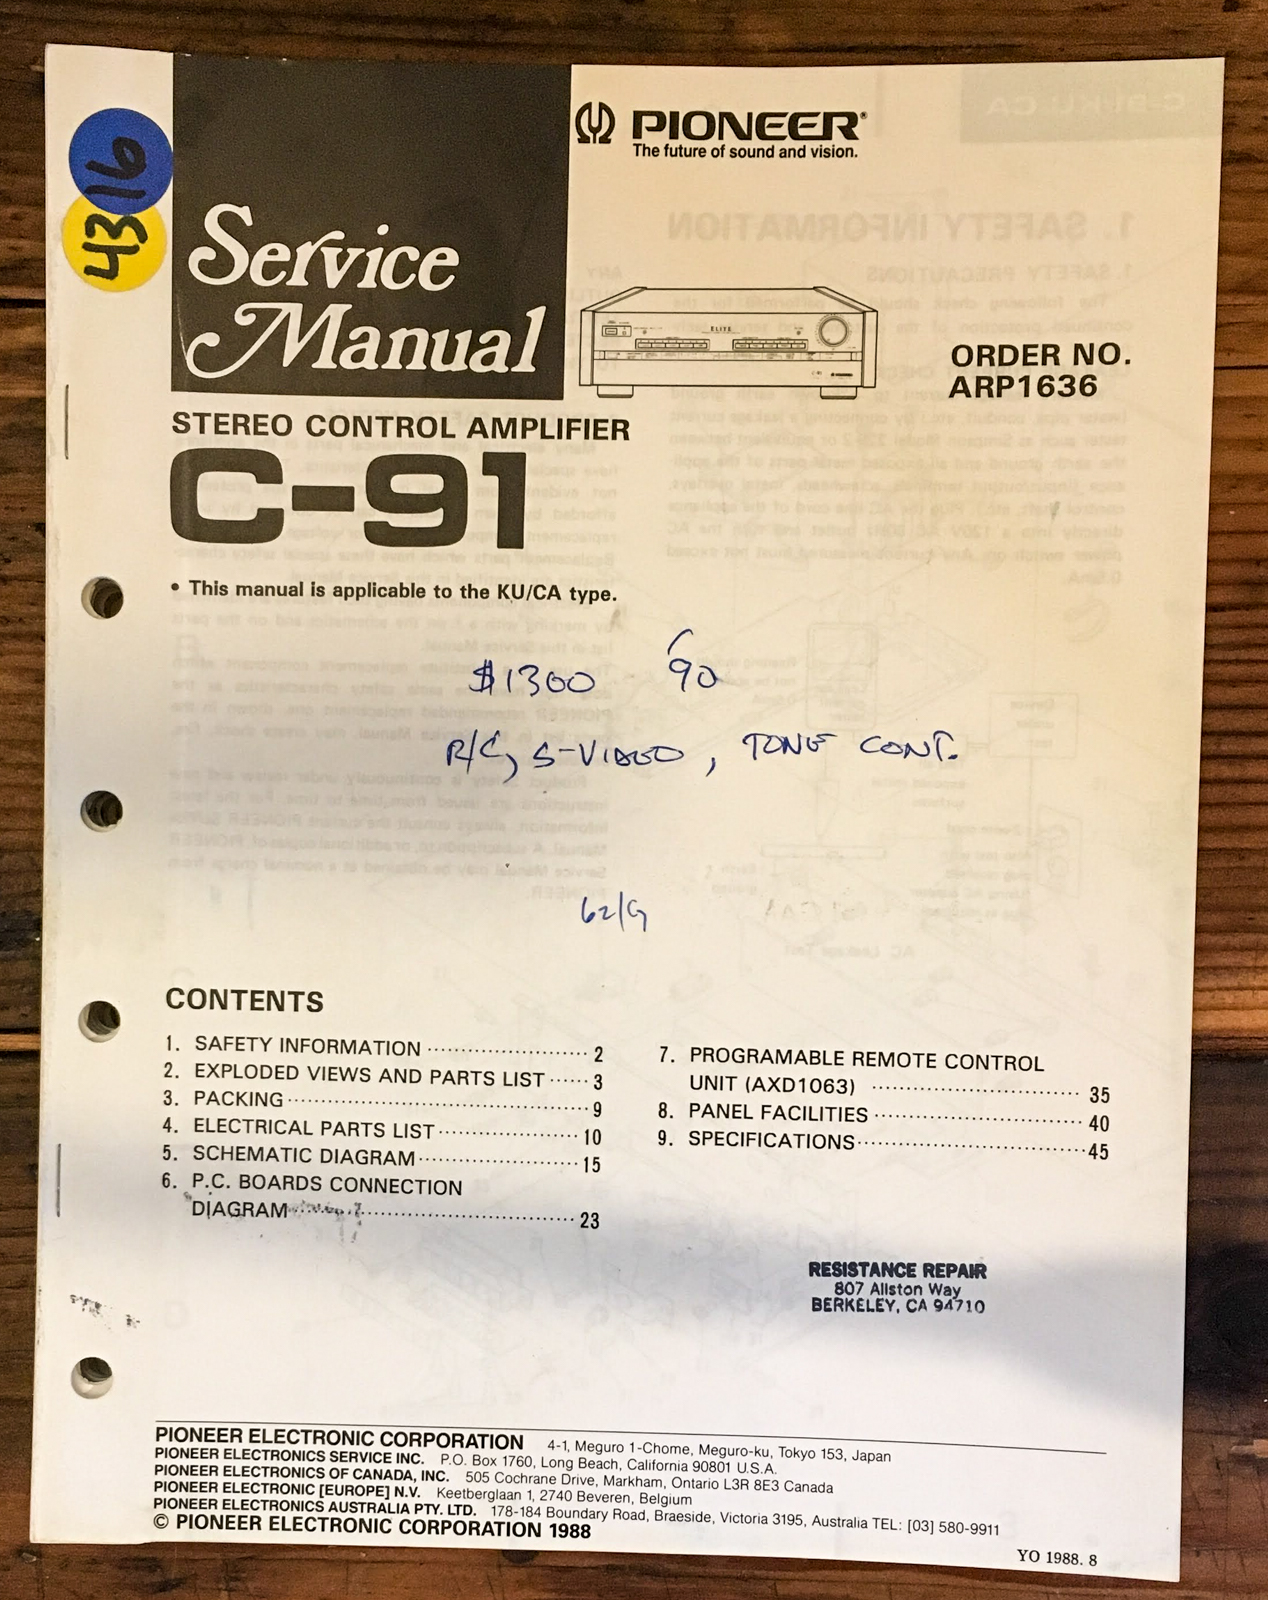 4316
PIONEER®
The future of sound and vision.
Service
Manual
ELITE
ORDER NO.
ARP1636
STEREO CONTROL AMPLIFIER
C-91
• This manual is applicable to the KU/CA type.
$1300 '90
R/C, S-VIDEO, TONE CONT.
CONTENTS
1. SAFETY INFORMATION ························ 2
2. EXPLODED VIEWS AND PARTS LIST ······ 3
3. PACKING ················································ 9
4. ELECTRICAL PARTS LIST ······················ 10
5. SCHEMATIC DIAGRAM ························· 15
6. P.C. BOARDS CONNECTION
DIAGRAM ············································· 23
7. PROGRAMABLE REMOTE CONTROL
UNIT (AXD1063) ································ 35
8. PANEL FACILITIES ································ 40
9. SPECIFICATIONS ··································· 45
RESISTANCE REPAIR
807 Allston Way
BERKELEY, CA 94710
PIONEER ELECTRONIC CORPORATION 4-1, Meguro 1-Chome, Meguro-ku, Tokyo 153, Japan
PIONEER ELECTRONICS SERVICE INC. P.O. Box 1760, Long Beach, California 90801 U.S.A.
PIONEER ELECTRONICS OF CANADA, INC. 505 Cochrane Drive, Markham, Ontario L3R 8E3 Canada
PIONEER ELECTRONIC [EUROPE] N.V. Keetberglaan 1, 2740 Beveren, Belgium
PIONEER ELECTRONICS AUSTRALIA PTY. LTD. 178-184 Boundary Road, Braeside, Victoria 3195, Australia TEL: [03] 580-9911
© PIONEER ELECTRONIC CORPORATION 1988
YO 1988. 8